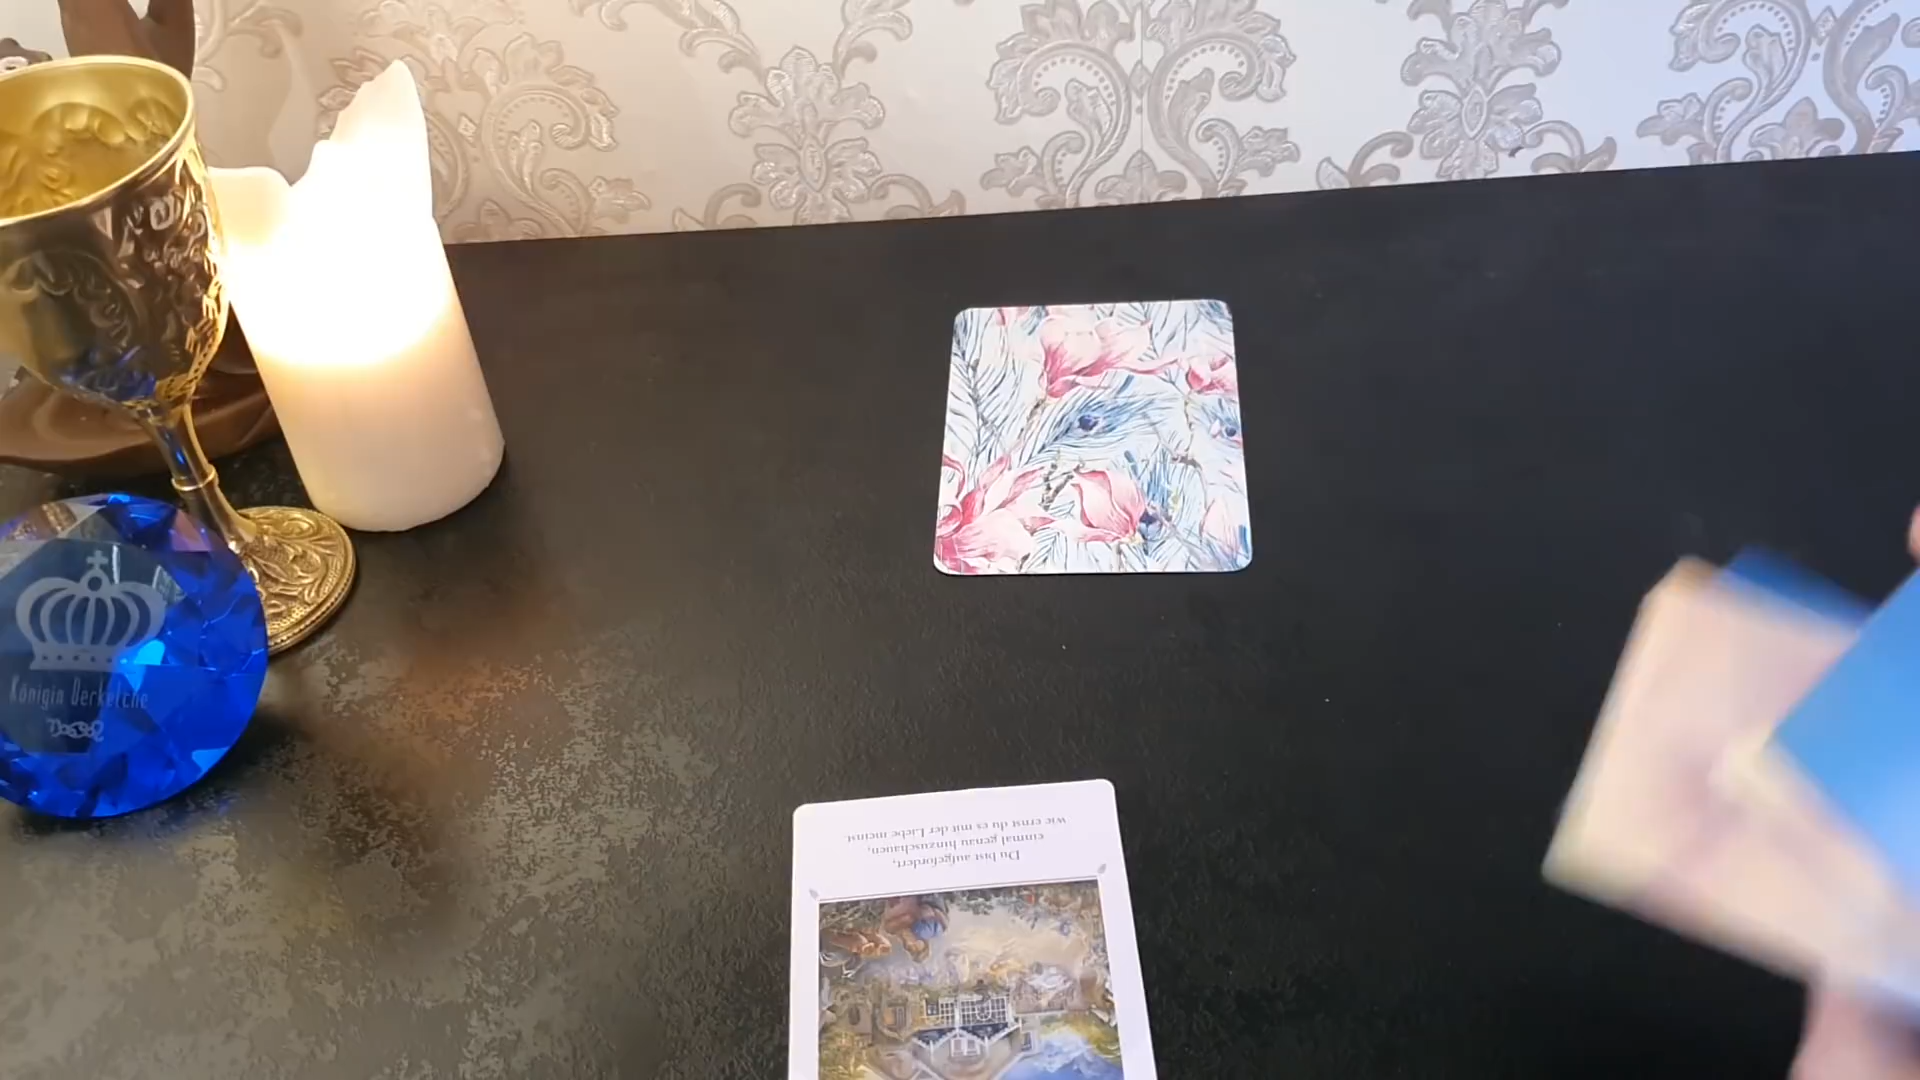 Königin Derkelche
Du bist aufgefordert,
einmal genau hinzuschauen,
wie ernst du es mit der Liebe meinst